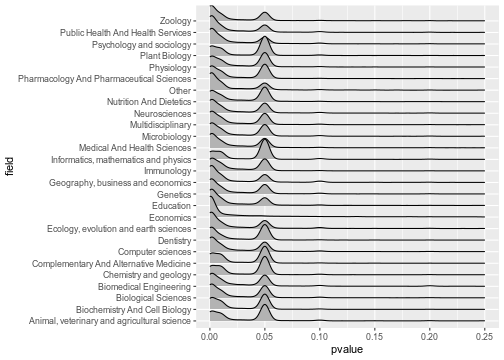 Zoology
Public Health And Health Services
Psychology and sociology
Plant Biology
Physiology
Pharmacology And Pharmaceutical Sciences
Other
Nutrition And Dietetics
Neurosciences
Multidisciplinary
Microbiology
Medical And Health Sciences
Informatics, mathematics and physics
Immunology
Geography, business and economics
Genetics
Education
Economics
Ecology, evolution and earth sciences
Dentistry
Computer sciences
Complementary And Alternative Medicine
Chemistry and geology
Biomedical Engineering
Biological Sciences
Biochemistry And Cell Biology
Animal, veterinary and agricultural science
field
0.00 0.05 0.10 0.15 0.20 0.25
pvalue